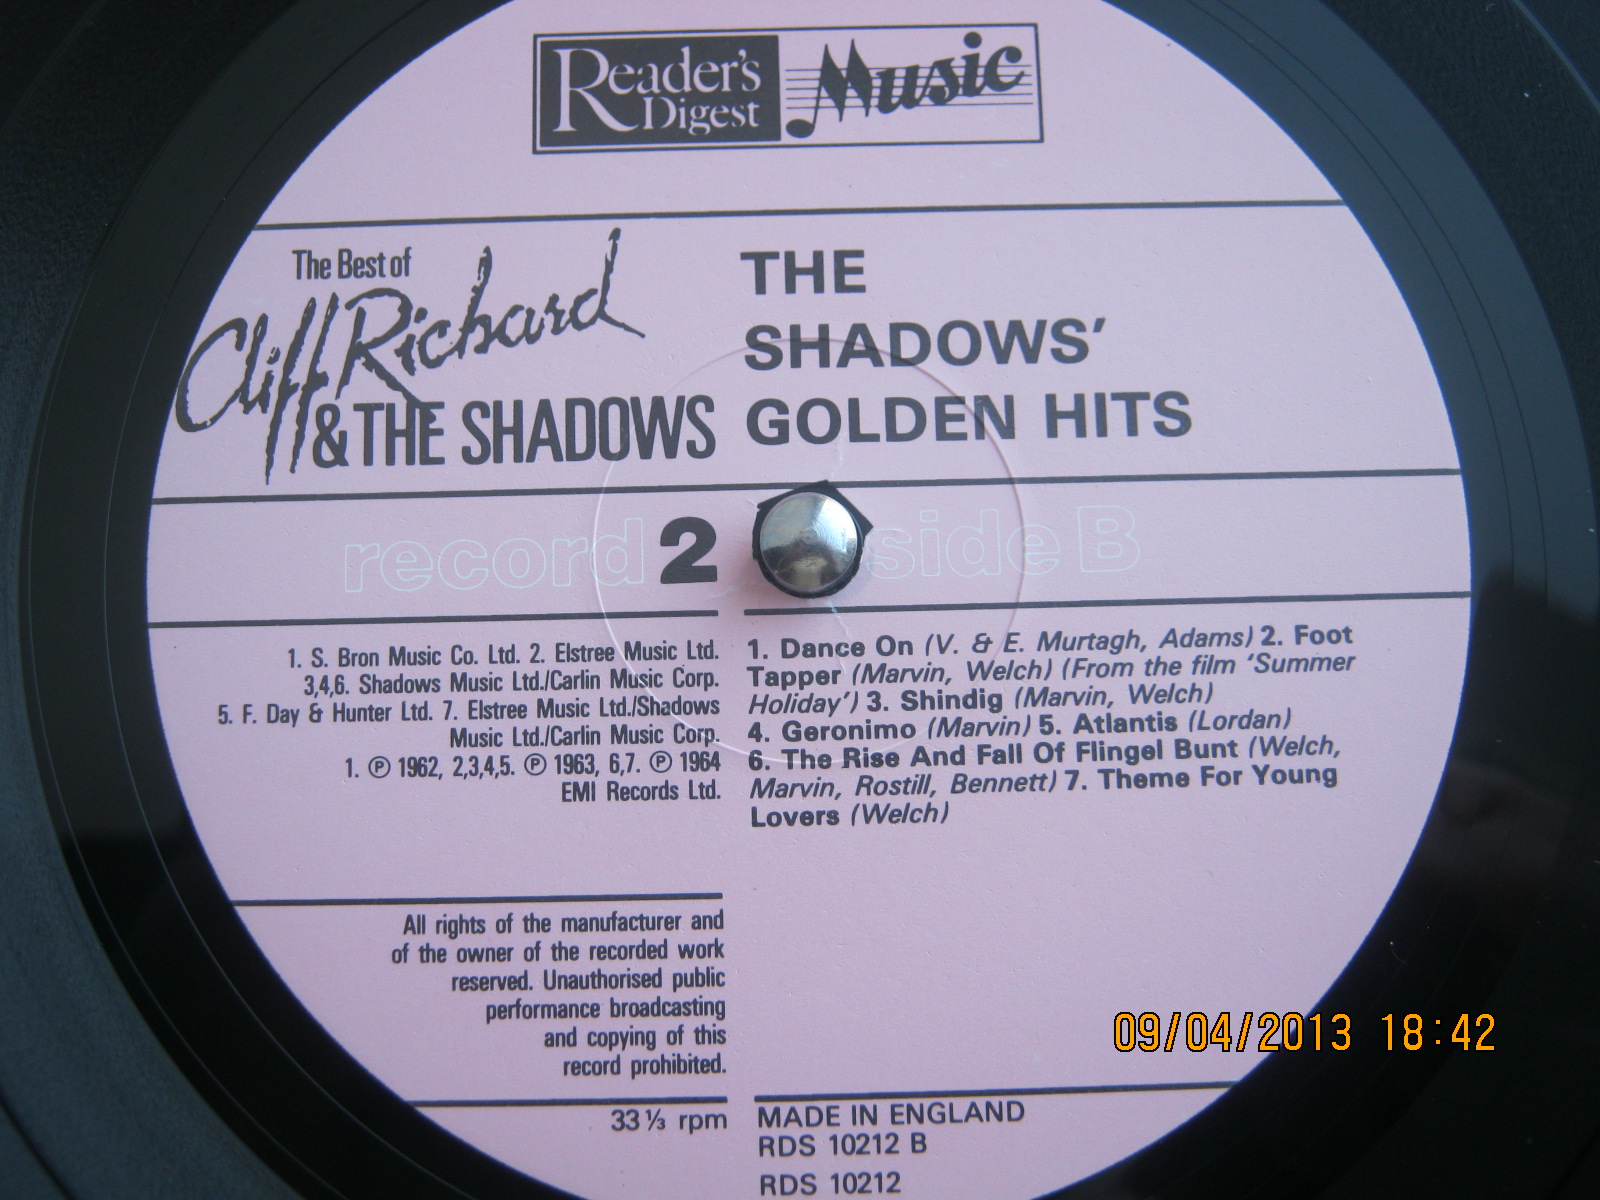 Reader's Digest Music
The Best of
Cliff Richard
& THE SHADOWS
THE
SHADOWS'
GOLDEN HITS
record 2 side B
1. S. Bron Music Co. Ltd. 2. Elstree Music Ltd.
3,4,6. Shadows Music Ltd./Carlin Music Corp.
5. F. Day & Hunter Ltd. 7. Elstree Music Ltd./Shadows
Music Ltd./Carlin Music Corp.
1. ℗ 1962, 2,3,4,5. ℗ 1963, 6,7. ℗ 1964
EMI Records Ltd.
1. Dance On (V. & E. Murtagh, Adams) 2. Foot
Tapper (Marvin, Welch) (From the film 'Summer
Holiday') 3. Shindig (Marvin, Welch)
4. Geronimo (Marvin) 5. Atlantis (Lordan)
6. The Rise And Fall Of Flingel Bunt (Welch,
Marvin, Rostill, Bennett) 7. Theme For Young
Lovers (Welch)
All rights of the manufacturer and
of the owner of the recorded work
reserved. Unauthorised public
performance broadcasting
and copying of this
record prohibited.
33⅓ rpm
MADE IN ENGLAND
RDS 10212 B
RDS 10212
09/04/2013 18:42